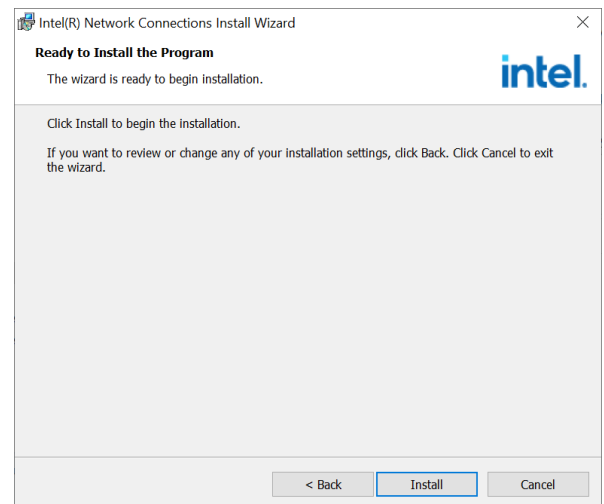 Intel(R) Network Connections Install Wizard
Ready to Install the Program
The wizard is ready to begin installation.
intel.
Click Install to begin the installation.
If you want to review or change any of your installation settings, click Back. Click Cancel to exit
the wizard.
< Back
Install
Cancel